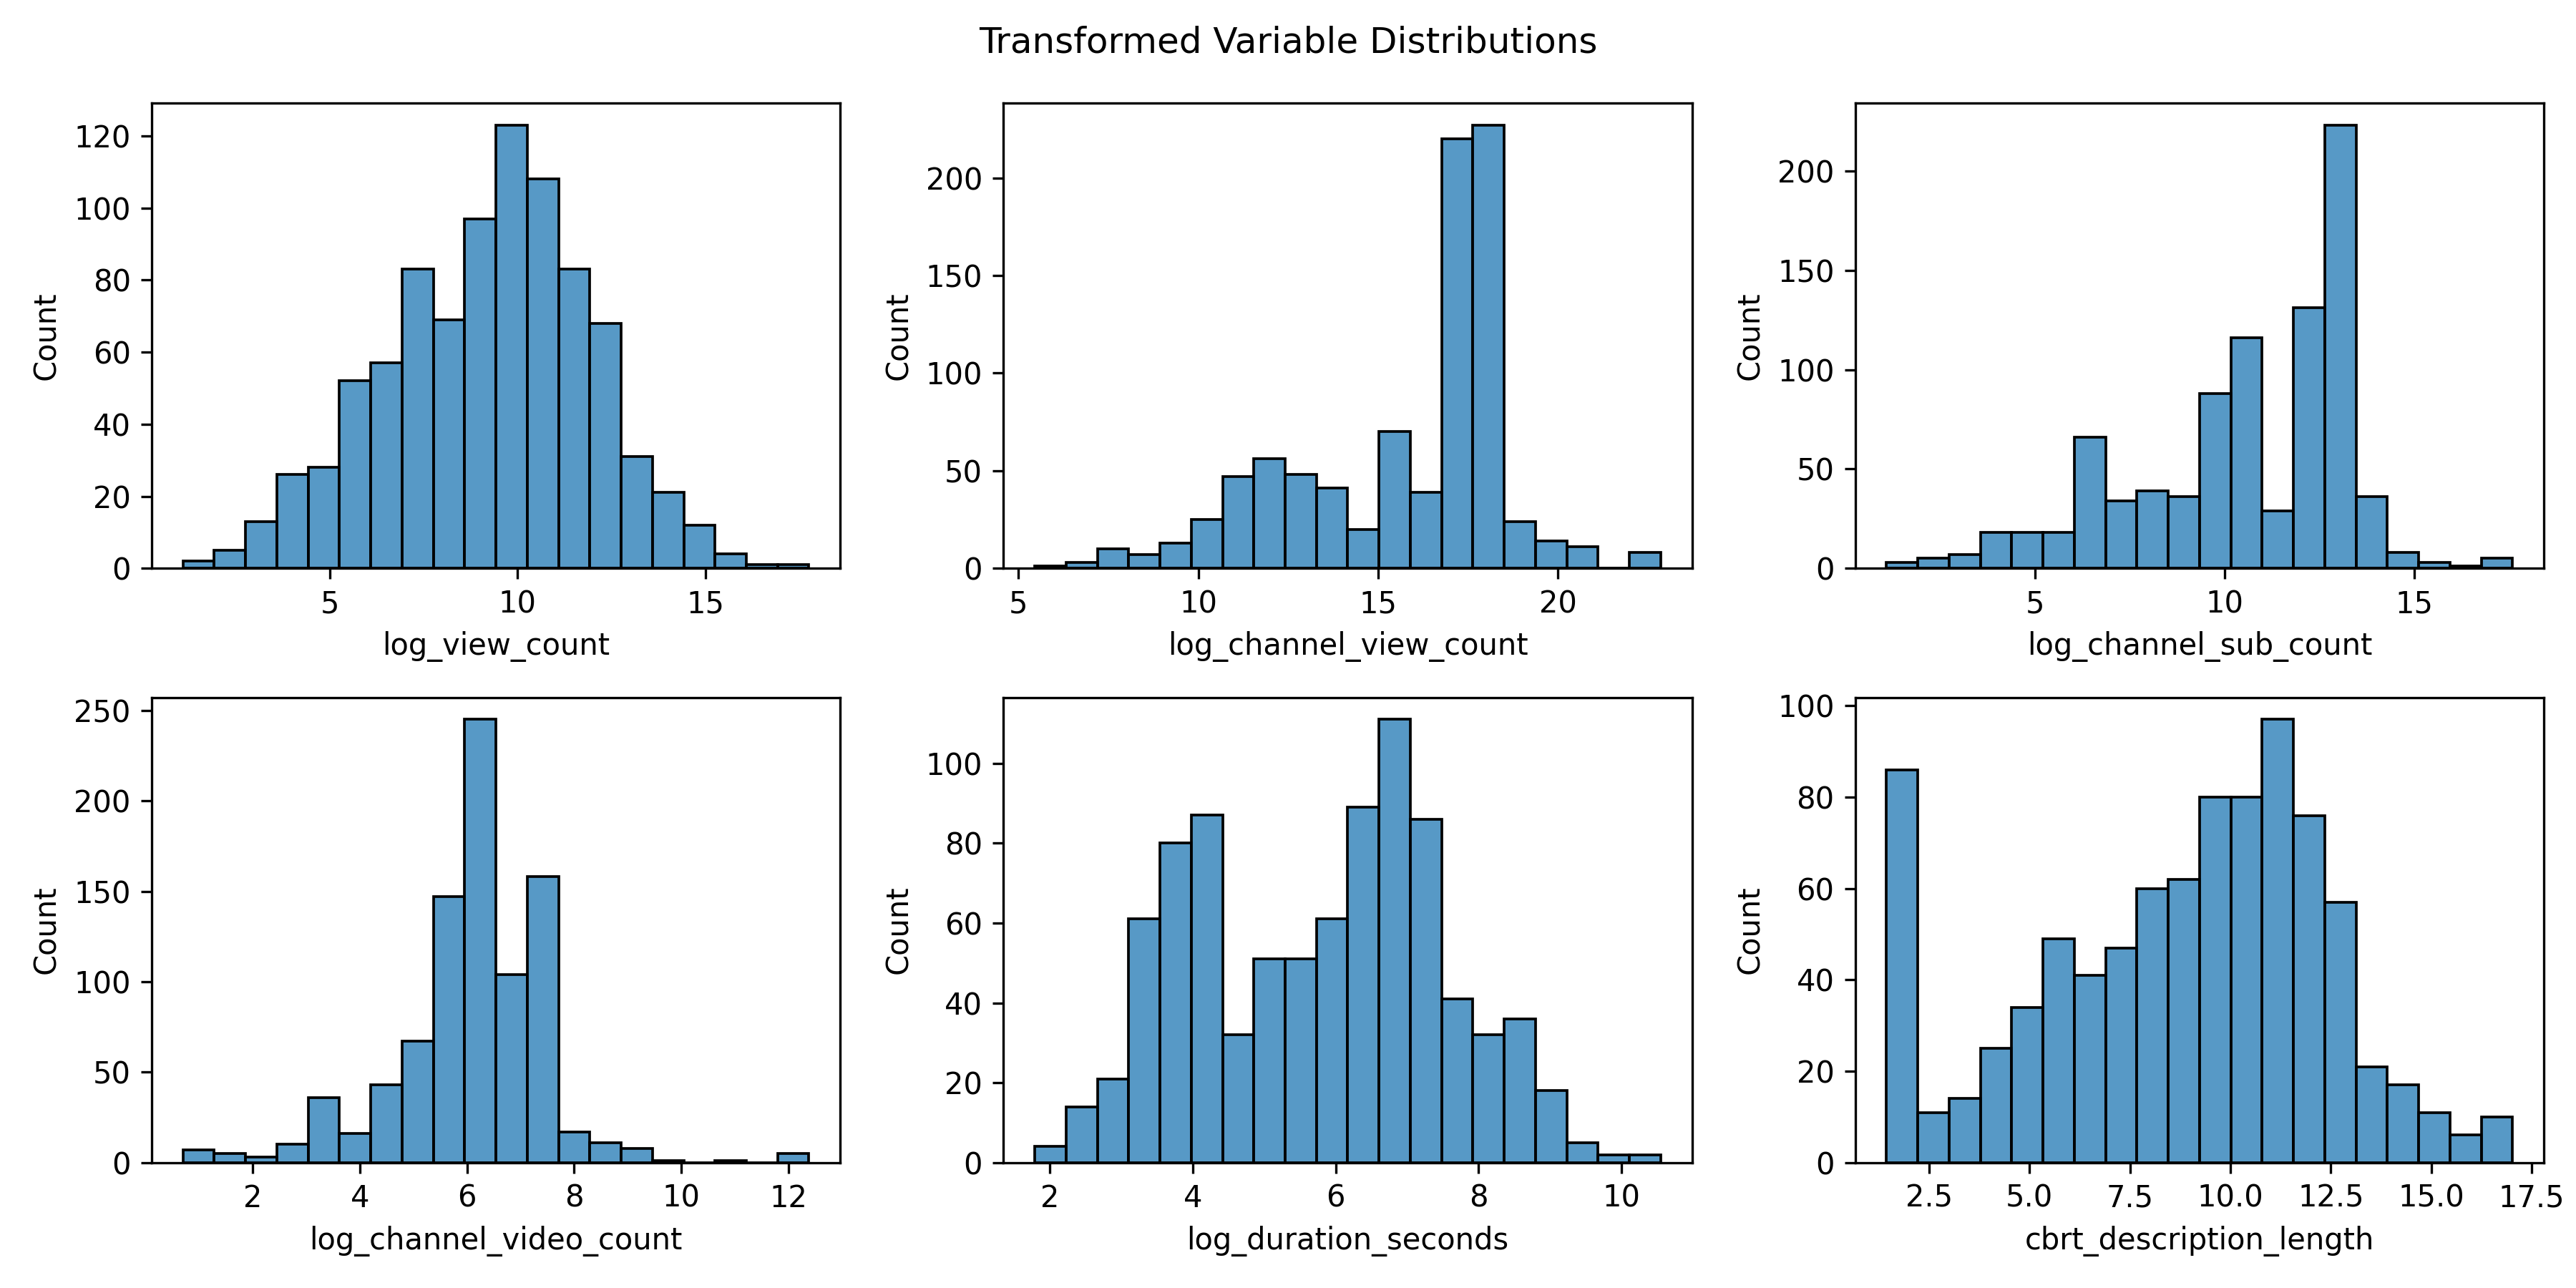 Transformed Variable Distributions
Count
120
100
80
60
40
20
0
5 10 15
log_view_count
Count
200
150
100
50
0
5 10 15 20
log_channel_view_count
Count
200
150
100
50
0
5 10 15
log_channel_sub_count
Count
250
200
150
100
50
0
2 4 6 8 10 12
log_channel_video_count
Count
100
80
60
40
20
0
2 4 6 8 10
log_duration_seconds
Count
100
80
60
40
20
0
2.5 5.0 7.5 10.0 12.5 15.0 17.5
cbrt_description_length